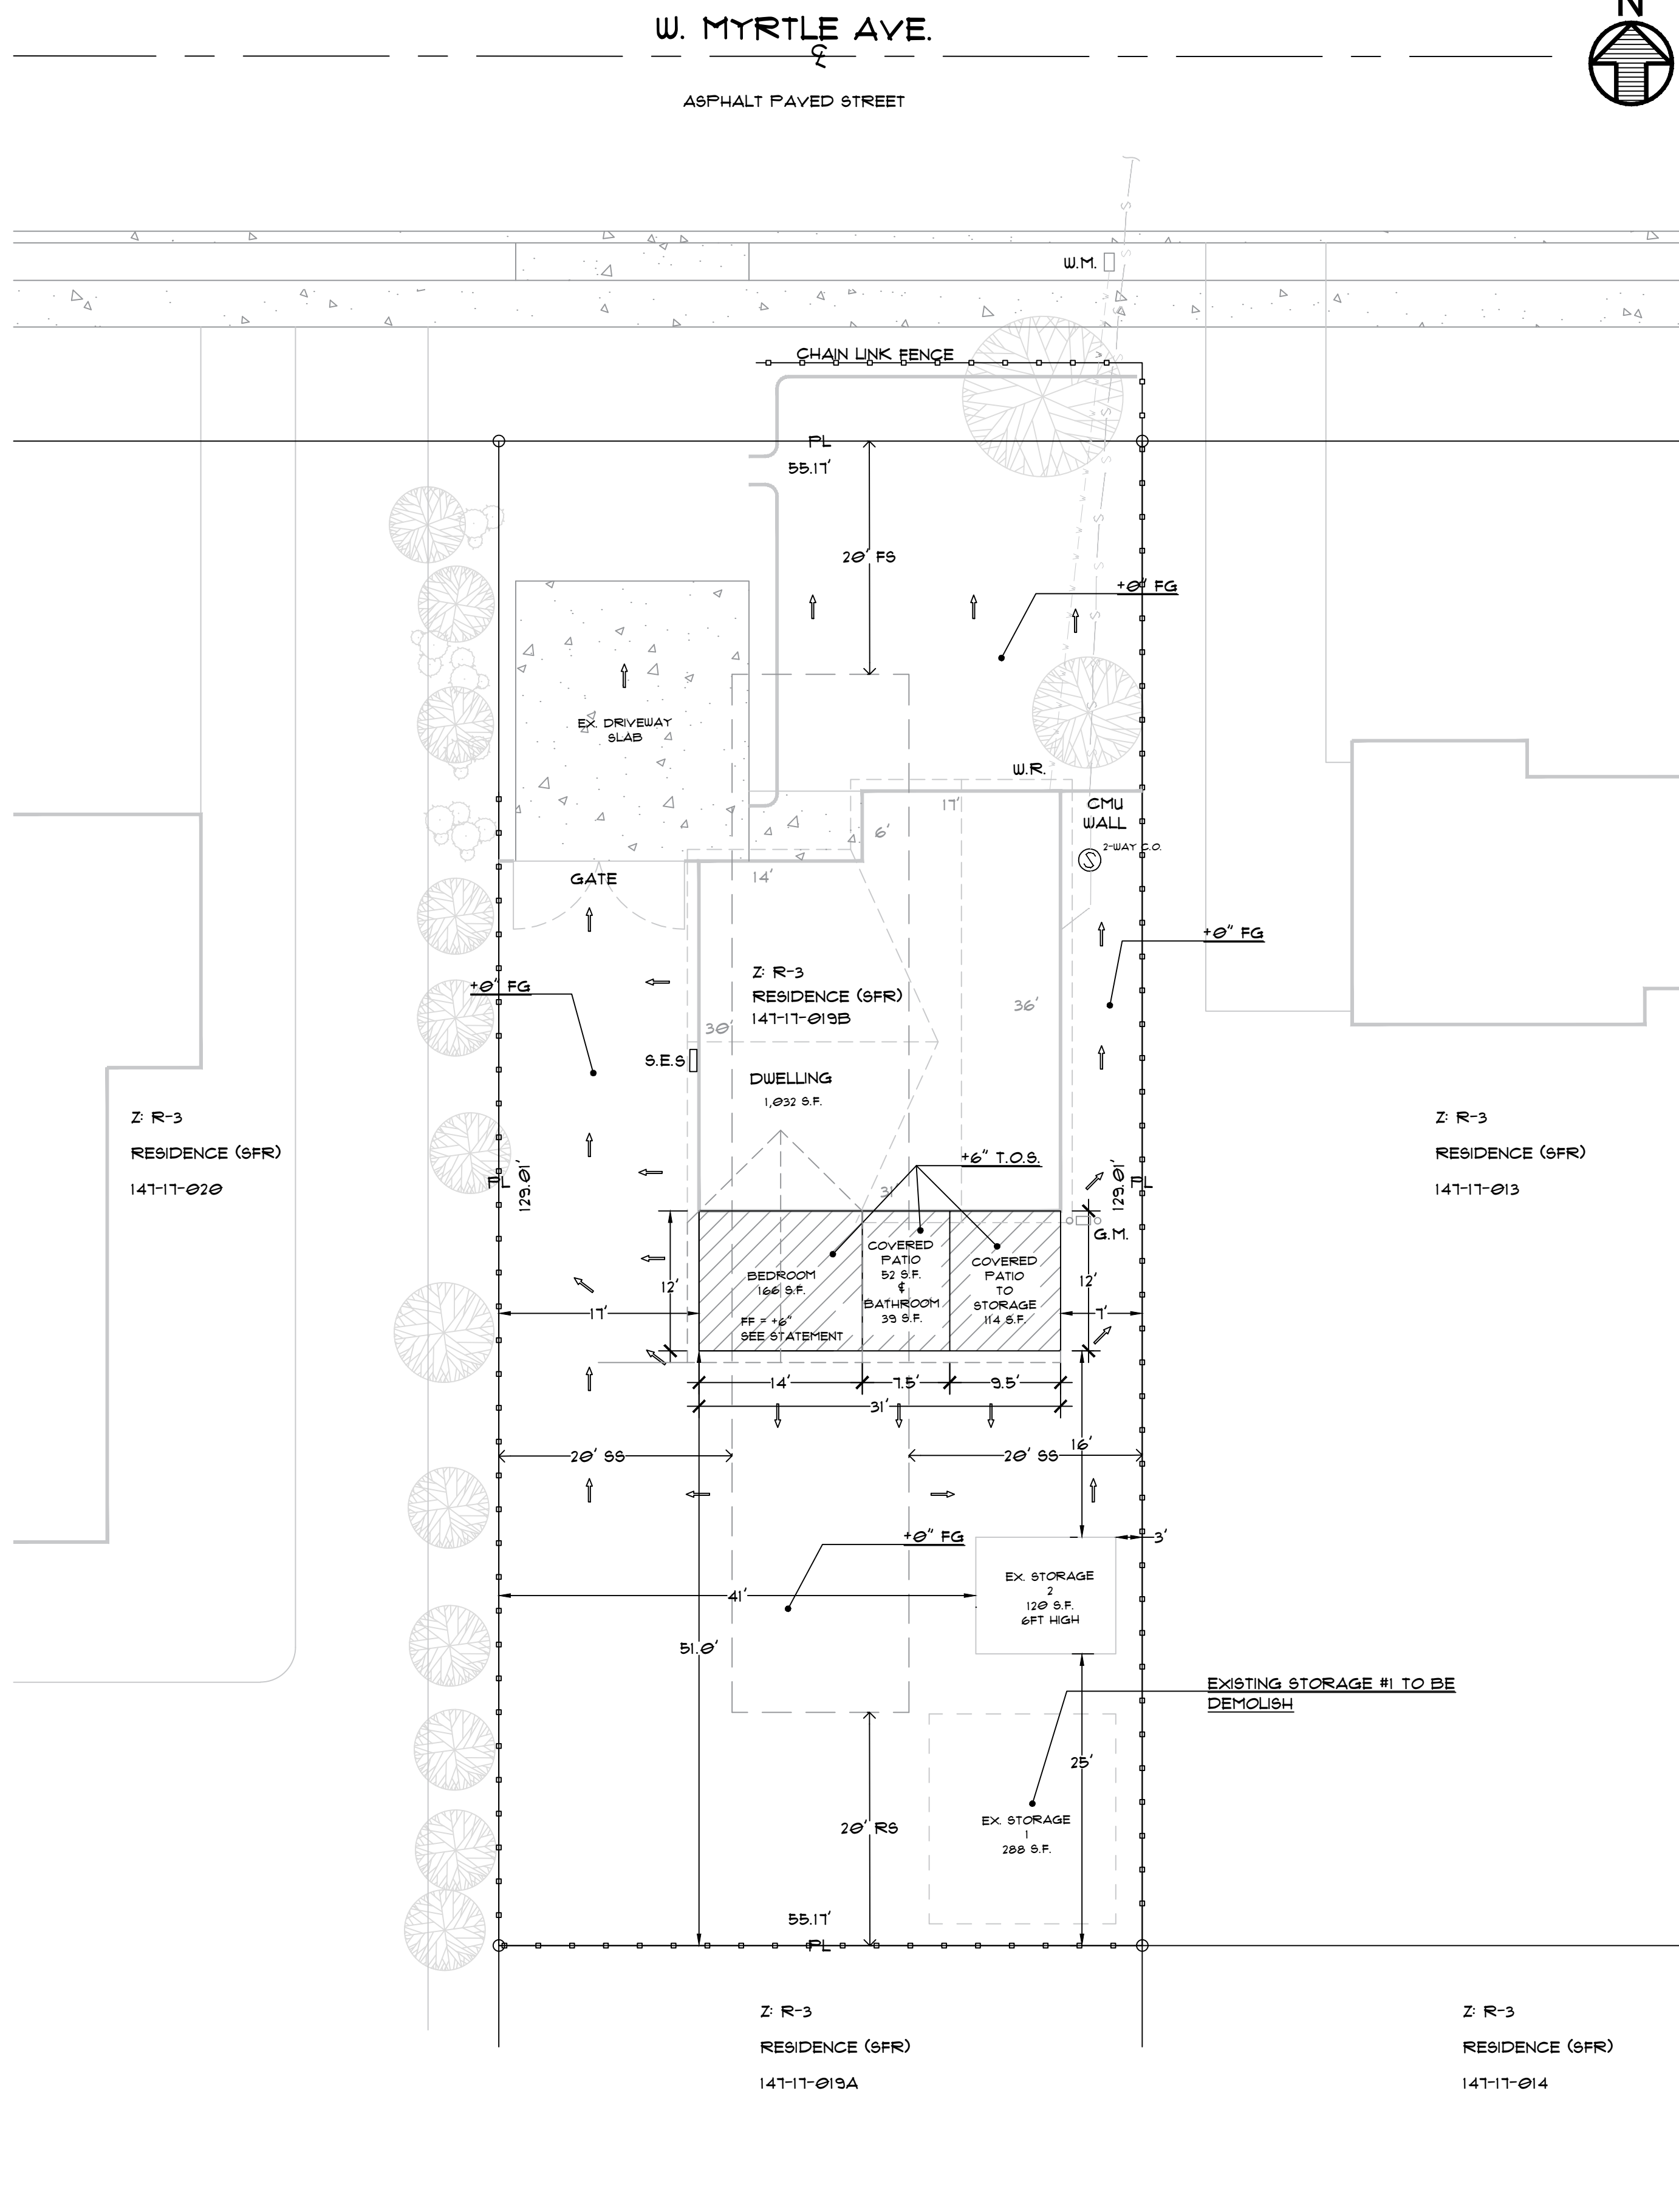 N
W. MYRTLE AVE.
℄
ASPHALT PAVED STREET
S
S
W.M.
S
CHAIN LINK FENCE
PL
55.17'
20' FS
+0" FG
EX. DRIVEWAY
SLAB
W.R.
17'
6'
CMU
WALL
2-WAY C.O.
S
14'
GATE
+0" FG
Z: R-3
RESIDENCE (SFR)
147-17-019B
+0" FG
36'
30'
S.E.S
DWELLING
1,032 S.F.
Z: R-3
RESIDENCE (SFR)
147-17-020
Z: R-3
RESIDENCE (SFR)
147-17-013
+6" T.O.S.
PL
129.01'
129.01'
PL
31'
G.M.
12'
BEDROOM
166 S.F.
FF = +6"
SEE STATEMENT
COVERED
PATIO
52 S.F.
&
BATHROOM
39 S.F.
COVERED
PATIO
TO
STORAGE
114 S.F.
12'
17'
7'
14'
7.5'
9.5'
31'
16'
20' SS
20' SS
+0" FG
3'
EX. STORAGE
2
120 S.F.
6FT HIGH
41'
51.0'
EXISTING STORAGE #1 TO BE
DEMOLISH
25'
20' RS
EX. STORAGE
1
288 S.F.
55.17'
PL
Z: R-3
RESIDENCE (SFR)
147-17-019A
Z: R-3
RESIDENCE (SFR)
147-17-014